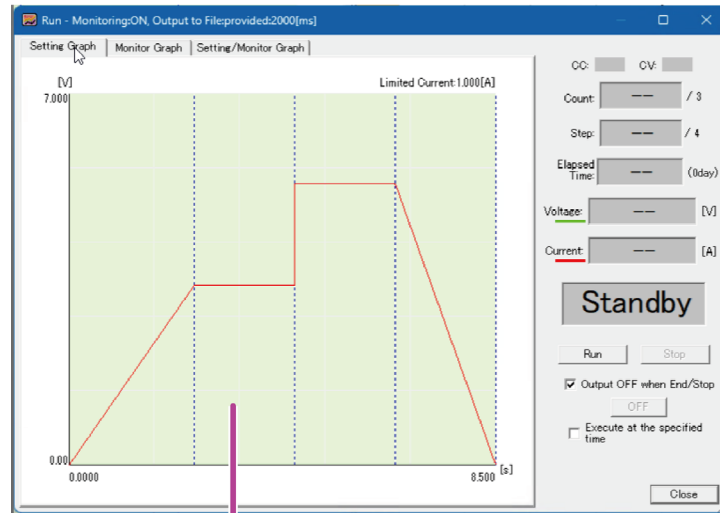 Run - Monitoring:ON, Output to File:provided:2000[ms]
Setting Graph
Monitor Graph
Setting/Monitor Graph
[V]
Limited Current:1.000[A]
7.000
0.00
0.0000
8.500
[s]
CC:
CV:
Count:
--
/ 3
Step:
--
/ 4
Elapsed
Time:
--
(0day)
Voltage:
--
[V]
Current:
--
[A]
Standby
Run
Stop
Output OFF when End/Stop
OFF
Execute at the specified
time
Close